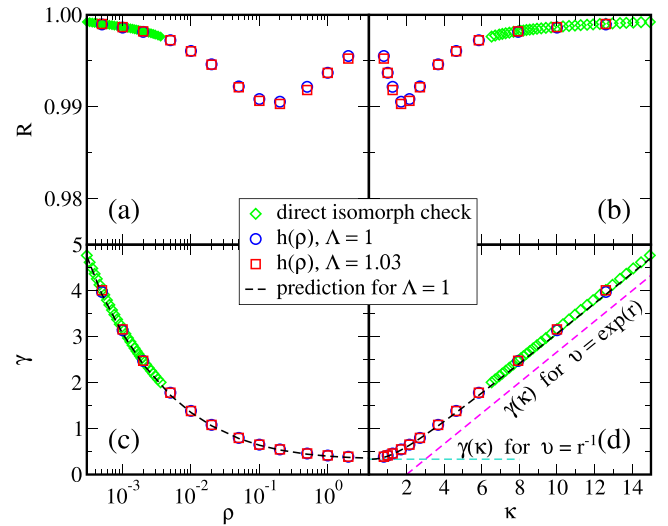 1.00
0.99
0.98
R
(a)
(b)
direct isomorph check
h(ρ), Λ = 1
h(ρ), Λ = 1.03
prediction for Λ = 1
5
4
3
2
1
0
γ
(c)
(d)
γ(κ) for υ = exp(r)
γ(κ) for υ = r⁻¹
10⁻³ 10⁻² 10⁻¹ 10⁰
2 4 6 8 10 12 14
ρ
κ